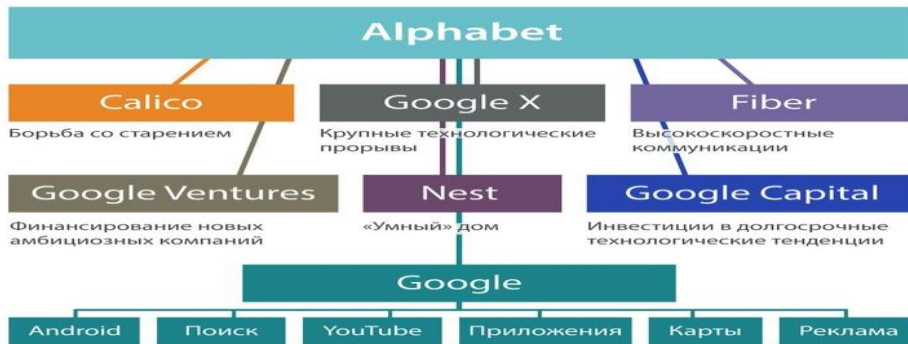 Alphabet
Calico
Google X
Fiber
Борьба со старением
Крупные технологические
прорывы
Высокоскоростные
коммуникации
Google Ventures
Nest
Google Capital
Финансирование новых
амбициозных компаний
«Умный» дом
Инвестиции в долгосрочные
технологические тенденции
Google
Android
Поиск
YouTube
Приложения
Карты
Реклама